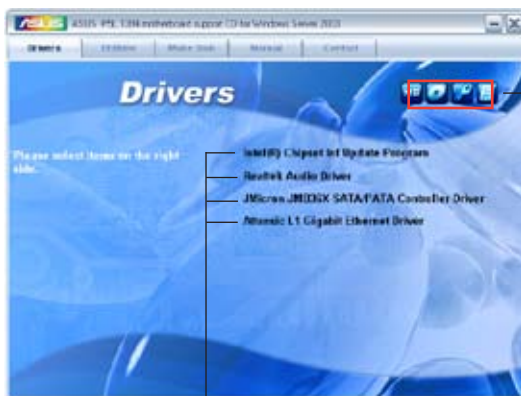 ASUS P5L 1394 motherboard support CD for Windows Server 2003
Drivers Utilities Make Disk Manual Contact
Drivers
Please select items on the right side.
Intel(R) Chipset Inf Update Program
Realtek Audio Driver
JMicron JMB36X SATA/PATA Controller Driver
Attansic L1 Gigabit Ethernet Driver